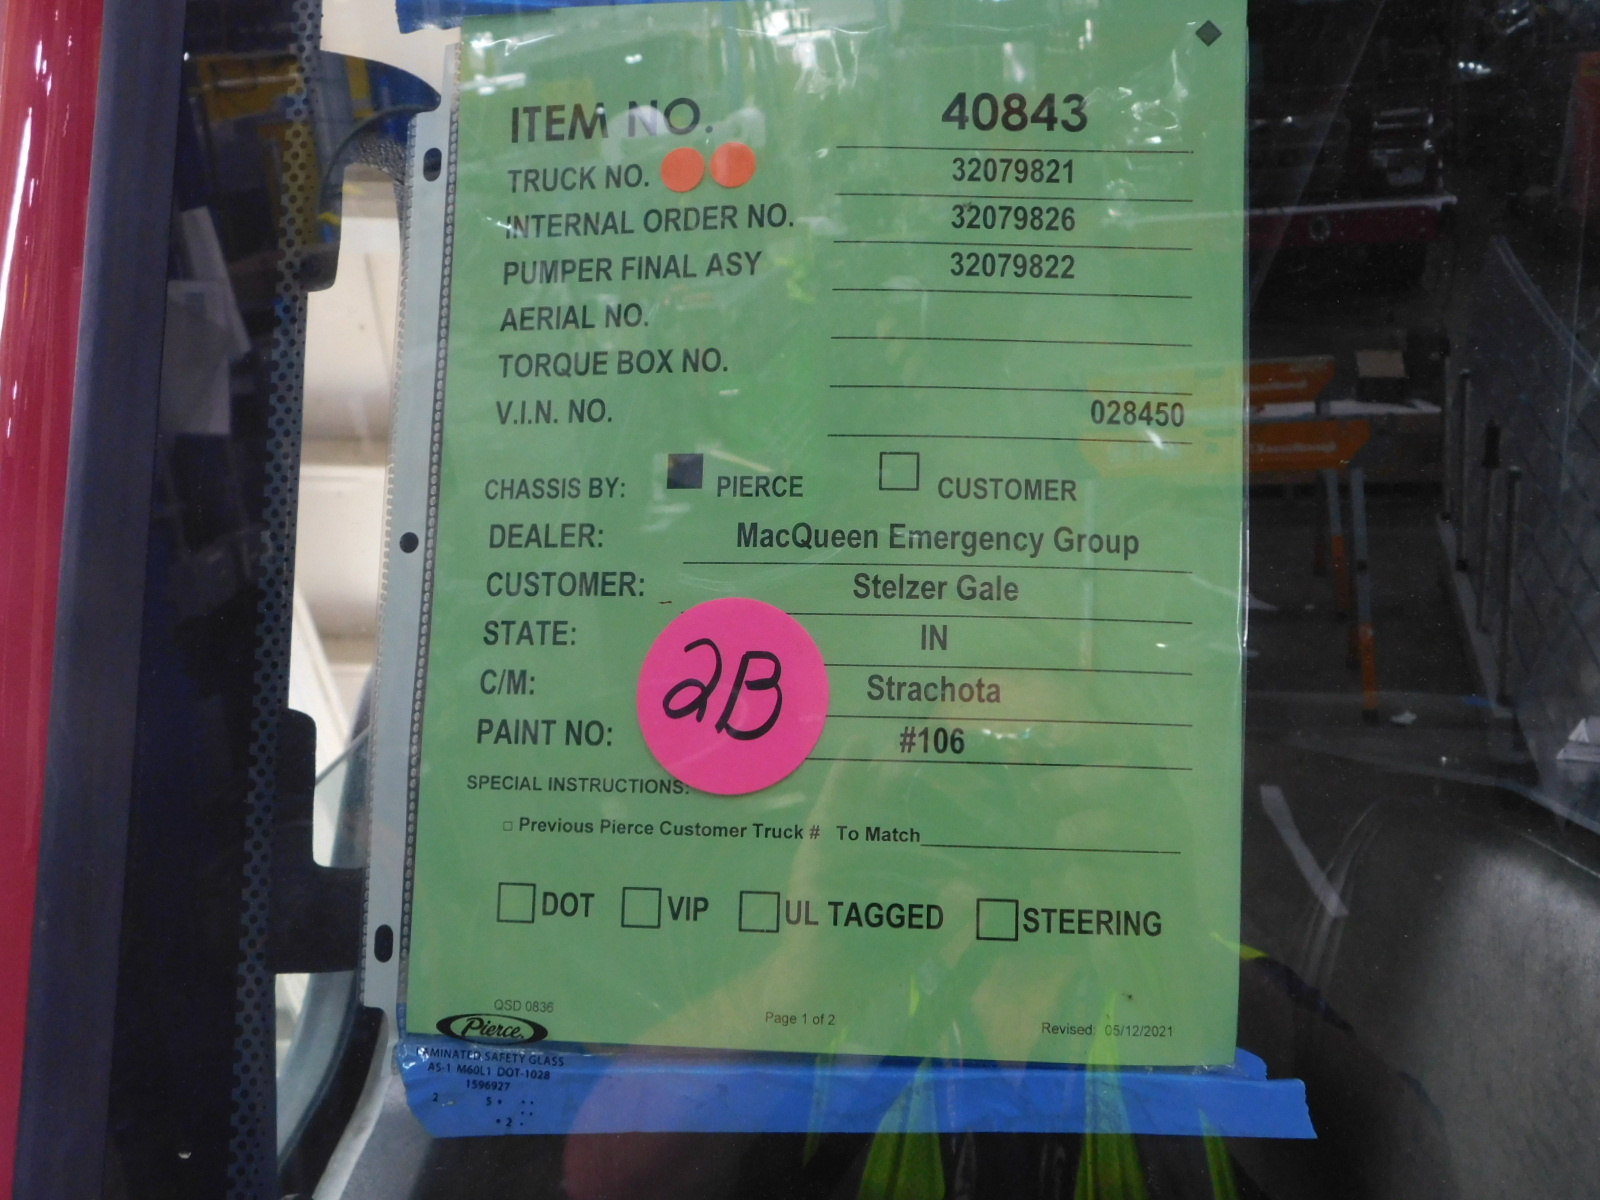 ITEM NO. 40843
TRUCK NO. 32079821
INTERNAL ORDER NO. 32079826
PUMPER FINAL ASY 32079822
AERIAL NO.
TORQUE BOX NO.
V.I.N. NO. 028450
CHASSIS BY: PIERCE CUSTOMER
DEALER: MacQueen Emergency Group
CUSTOMER: Stelzer Gale
STATE: IN
C/M: Strachota
2B
PAINT NO: #106
SPECIAL INSTRUCTIONS:
Previous Pierce Customer Truck # To Match
DOT VIP UL TAGGED STEERING
QSD 0836
Pierce
Page 1 of 2
Revised: 05/12/2021
LAMINATED SAFETY GLASS
AS-1 M60L1 DOT-1028
1596927
2 5
2